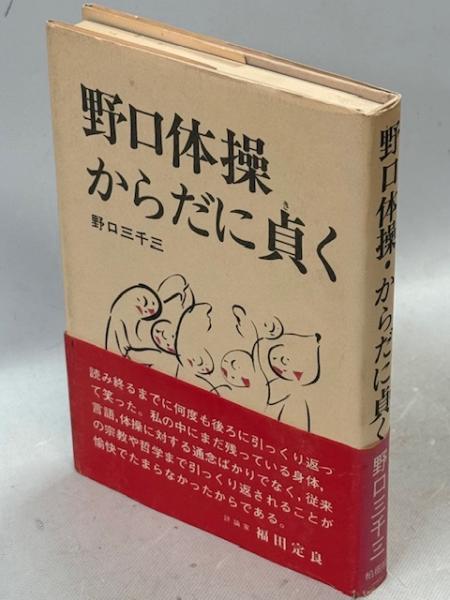 野口体操
からだに貞く
き
野口三千三
読み終るまでに何度も後ろに引っくり返っ
て笑った。私の中にまだ残っている身体、
言語、体操に対する通念ばかりでなく、従来
の宗教や哲学まで引っくり返されることが
愉快でたまらなかったからである。
評論家 福田定良
野口体操・からだに貞く
野口三千三
柏樹